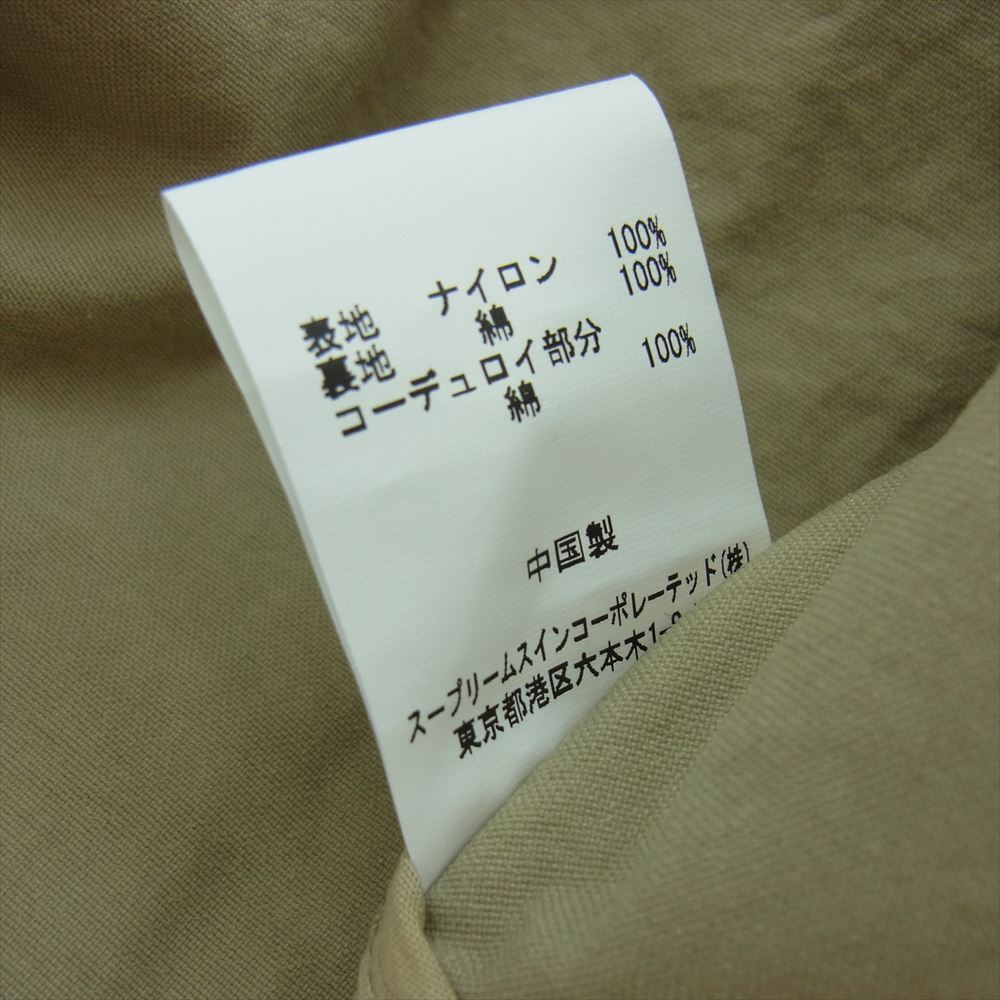 表地 ナイロン 100%
裏地 綿 100%
コーデュロイ部分
綿 100%
中国製
スープリームスインコーポレーテッド(株)
東京都港区六本木1-